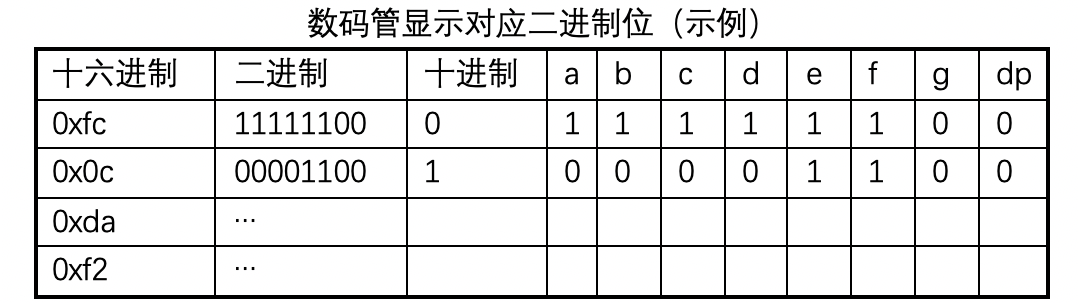 数码管显示对应二进制位（示例）
十六进制 二进制 十进制 a b c d e f g dp
0xfc 11111100 0 1 1 1 1 1 1 0 0
0x0c 00001100 1 0 0 0 0 1 1 0 0
0xda …
0xf2 …